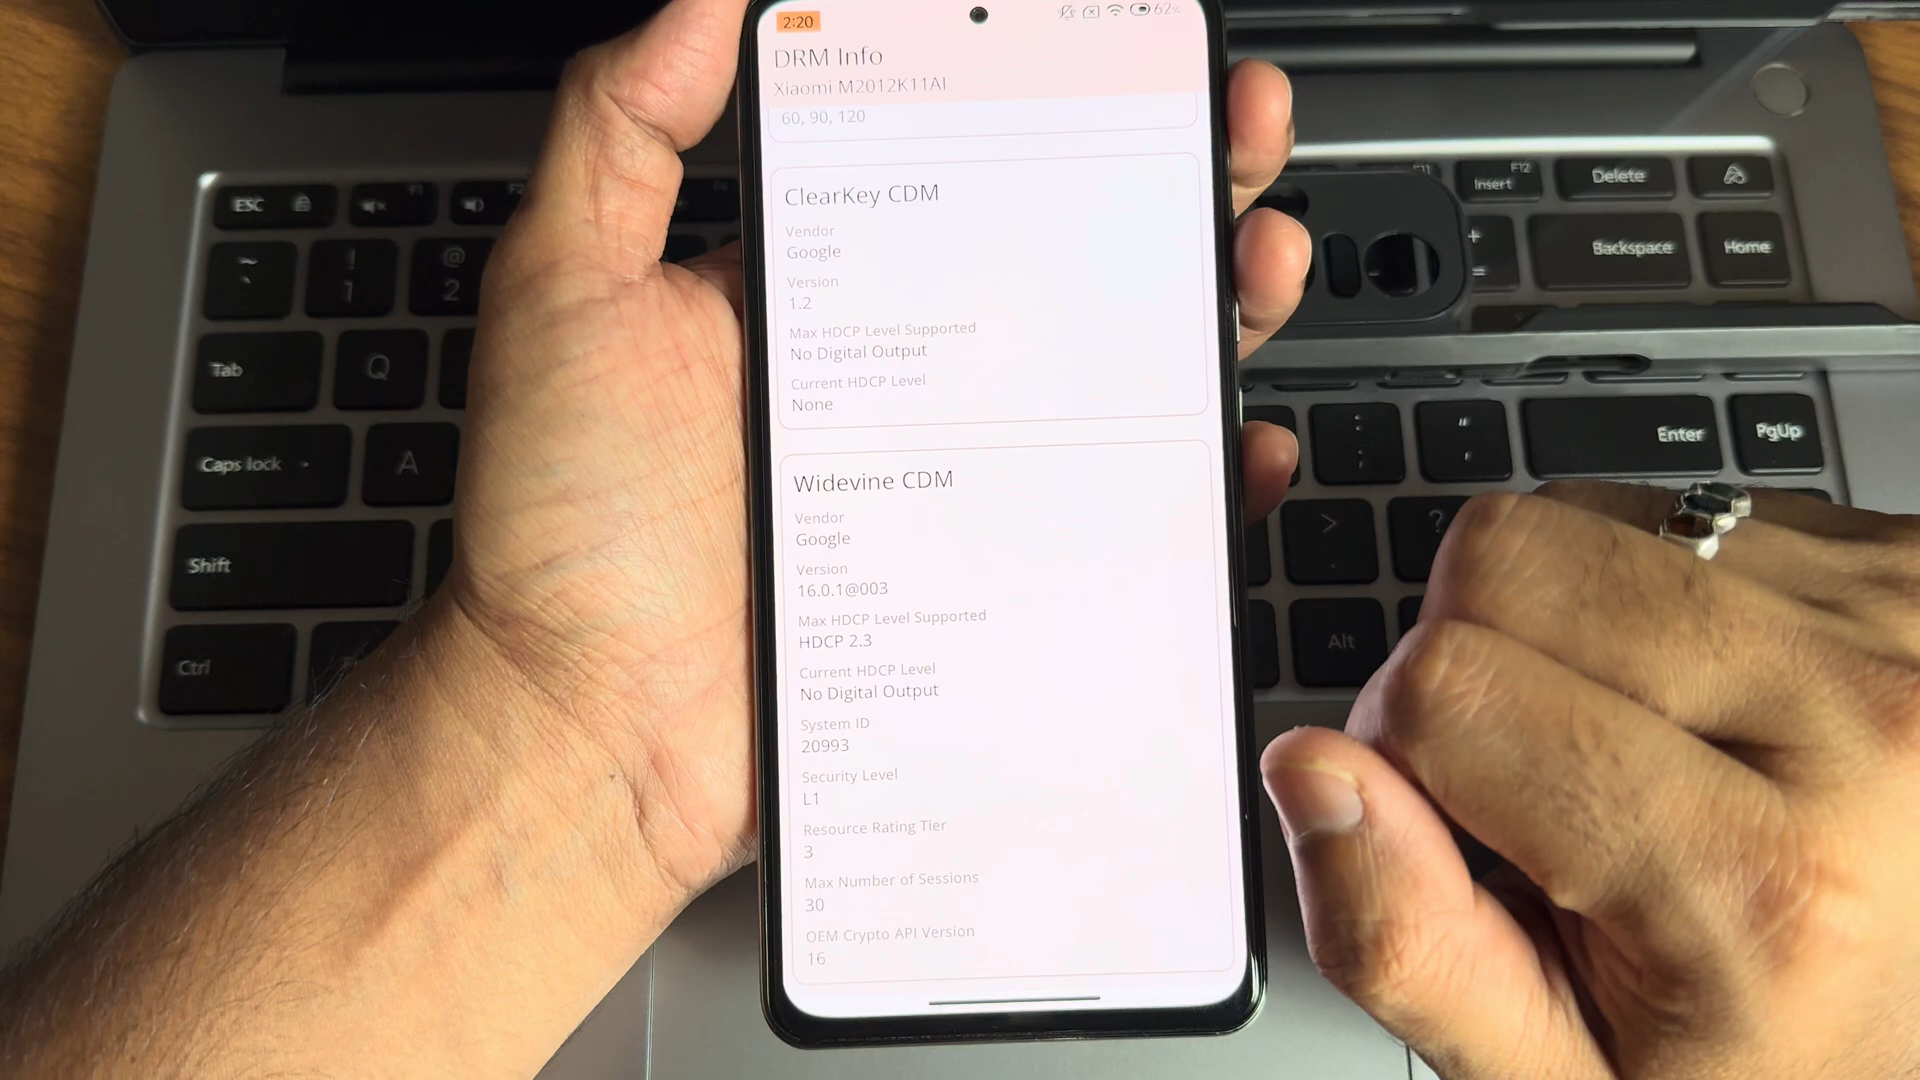 2:20
62%
DRM Info
Xiaomi M2012K11AI
60, 90, 120
ClearKey CDM
Vendor
Google
Version
1.2
Max HDCP Level Supported
No Digital Output
Current HDCP Level
None
Widevine CDM
Vendor
Google
Version
16.0.1@003
Max HDCP Level Supported
HDCP 2.3
Current HDCP Level
No Digital Output
System ID
20993
Security Level
L1
Resource Rating Tier
3
Max Number of Sessions
30
OEM Crypto API Version
16
ESC
F1
F2
F12
Insert
Delete
~
`
!
1
@
2
+
=
Backspace
Home
Tab
Q
Caps lock
A
:
;
"
Enter
PgUp
Shift
>
?
Ctrl
Alt